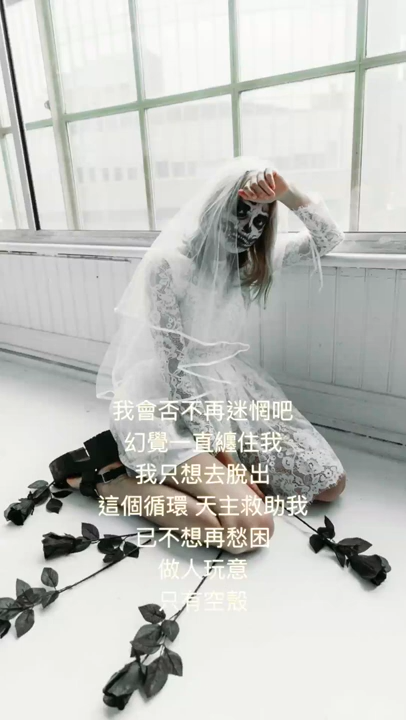 我會否不再迷惘吧
幻覺一直纏住我
我只想去脫出
這個循環 天主救助我
已不想再愁困
做人玩意
只有空殼